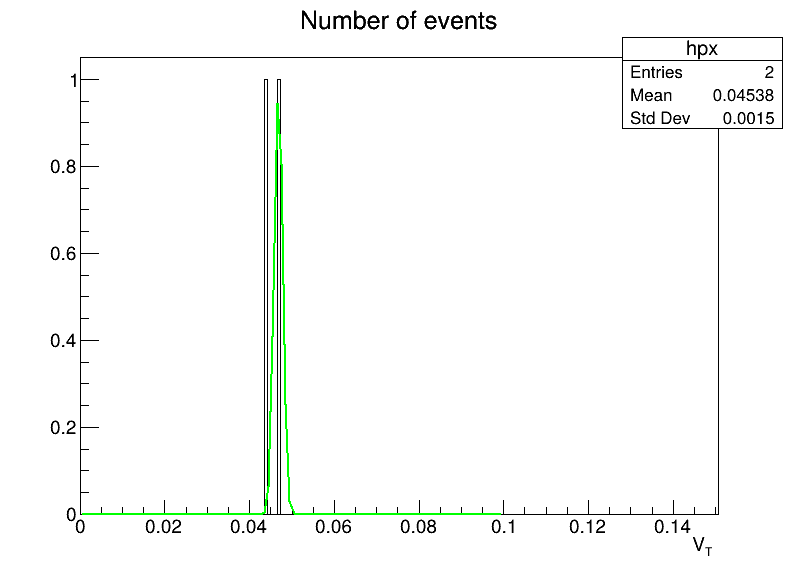 Number of events
hpx
Entries 2
Mean 0.04538
Std Dev 0.0015
1
0.8
0.6
0.4
0.2
0
0 0.02 0.04 0.06 0.08 0.1 0.12 0.14
V_T